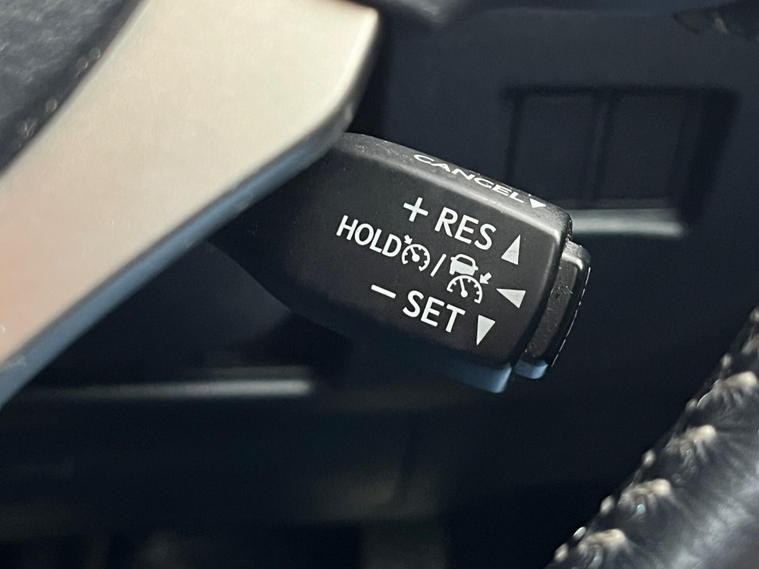 CANCEL
+ RES
HOLD /
− SET